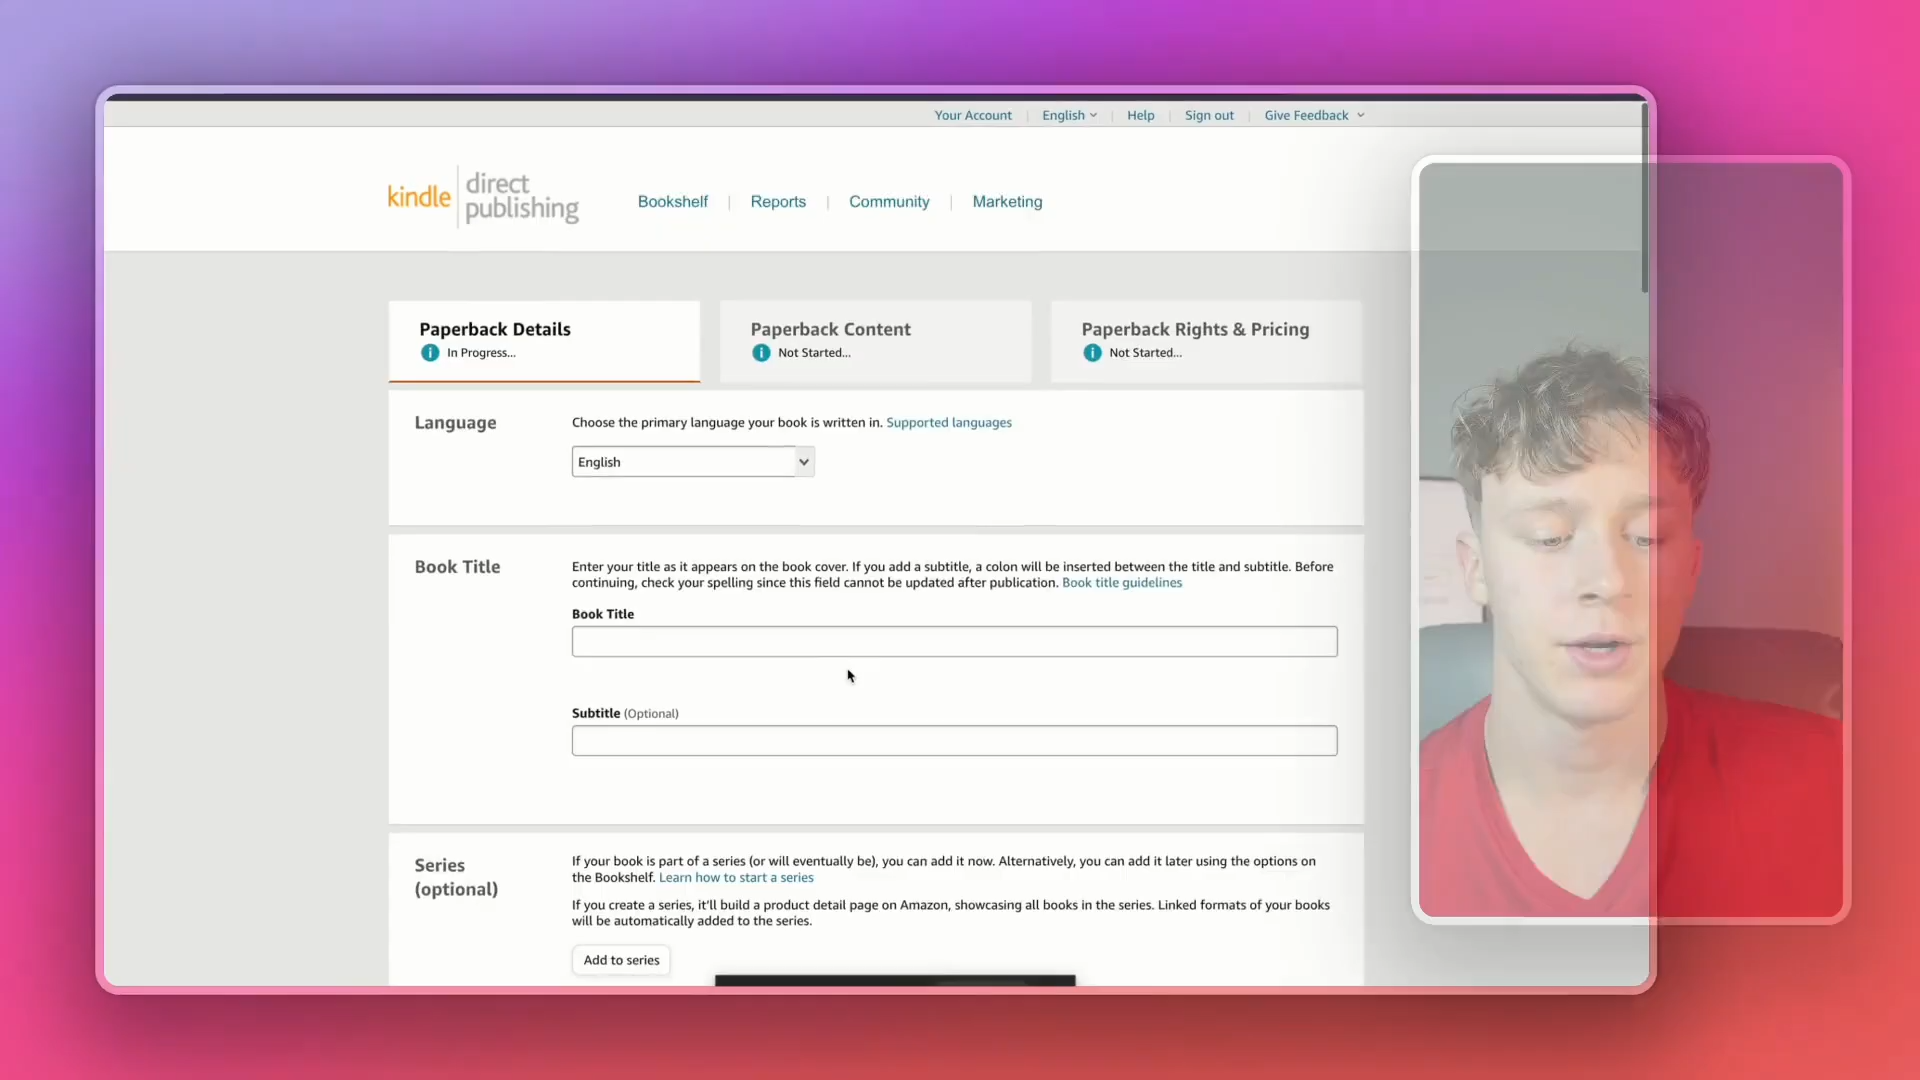 Your Account | English | Help | Sign out | Give Feedback
kindle direct publishing
Bookshelf | Reports | Community | Marketing
Paperback Details
In Progress...
Paperback Content
Not Started...
Paperback Rights & Pricing
Not Started...
Language
Choose the primary language your book is written in. Supported languages
English
Book Title
Enter your title as it appears on the book cover. If you add a subtitle, a colon will be inserted between the title and subtitle. Before
continuing, check your spelling since this field cannot be updated after publication. Book title guidelines
Book Title
Subtitle (Optional)
Series
(optional)
If your book is part of a series (or will eventually be), you can add it now. Alternatively, you can add it later using the options on
the Bookshelf. Learn how to start a series
If you create a series, it'll build a product detail page on Amazon, showcasing all books in the series. Linked formats of your books
will be automatically added to the series.
Add to series